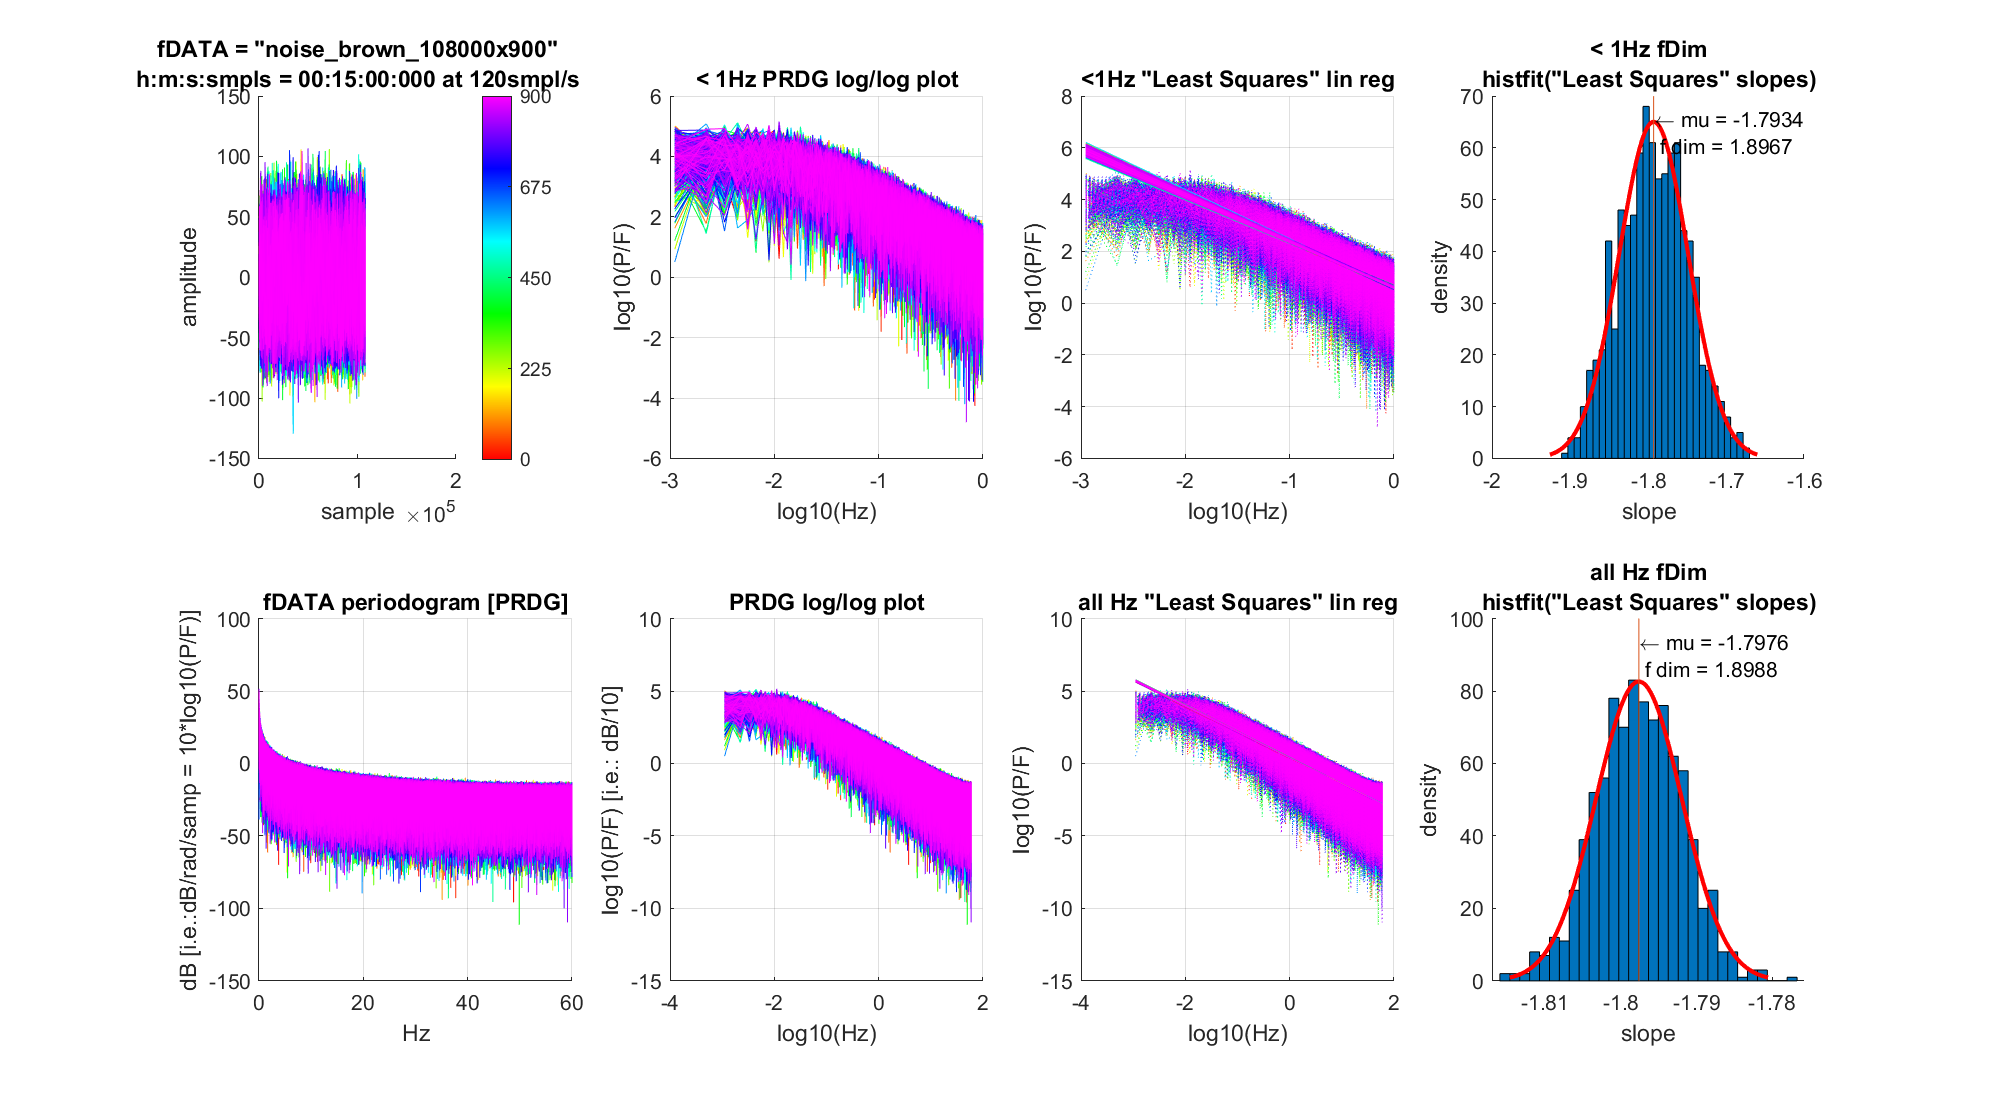 fDATA = "noise_brown_108000x900"
h:m:s:smpls = 00:15:00:000 at 120smpl/s
150
100
50
0
-50
-100
-150
amplitude
0
1
2
sample
×10^5
900
675
450
225
0
< 1Hz PRDG log/log plot
6
4
2
0
-2
-4
-6
log10(P/F)
-3
-2
-1
0
log10(Hz)
<1Hz "Least Squares" lin reg
8
6
4
2
0
-2
-4
-6
log10(P/F)
-3
-2
-1
0
log10(Hz)
< 1Hz fDim
histfit("Least Squares" slopes)
70
60
50
40
30
20
10
0
density
← mu = -1.7934
f dim = 1.8967
-2
-1.9
-1.8
-1.7
-1.6
slope
fDATA periodogram [PRDG]
100
50
0
-50
-100
-150
dB [i.e.:dB/rad/samp = 10*log10(P/F)]
0
20
40
60
Hz
PRDG log/log plot
10
5
0
-5
-10
-15
log10(P/F) [i.e.: dB/10]
-4
-2
0
2
log10(Hz)
all Hz "Least Squares" lin reg
10
5
0
-5
-10
-15
log10(P/F)
-4
-2
0
2
log10(Hz)
all Hz fDim
histfit("Least Squares" slopes)
100
80
60
40
20
0
density
← mu = -1.7976
f dim = 1.8988
-1.81
-1.8
-1.79
-1.78
slope